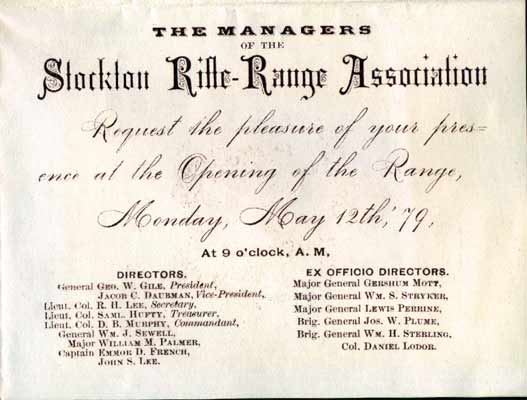 THE MANAGERS
OF THE
Stockton Rifle-Range Association
Request the pleasure of your pres=
ence at the Opening of the Range,
Monday, May 12th, '79,
At 9 o'clock, A, M,
DIRECTORS.
General GEO. W. GILE, President,
JACOB C. DAUBMAN, Vice-President,
Lieut. Col. R. H. LEE, Secretary.
Lieut. Col. SAML. HUFTY, Treasurer,
Lieut. Col. D. B. MURPHY, Commandant,
General WM. J. SEWELL,
Major WILLIAM M. PALMER,
Captain EMMOR D. FRENCH,
JOHN S. LEE.
EX OFFICIO DIRECTORS.
Major General GERSHUM MOTT,
Major General WM. S. STRYKER,
Major General LEWIS PERRINE,
Brig. General JOS. W. PLUME,
Brig. General WM. H. STERLING,
Col. DANIEL LODOR.